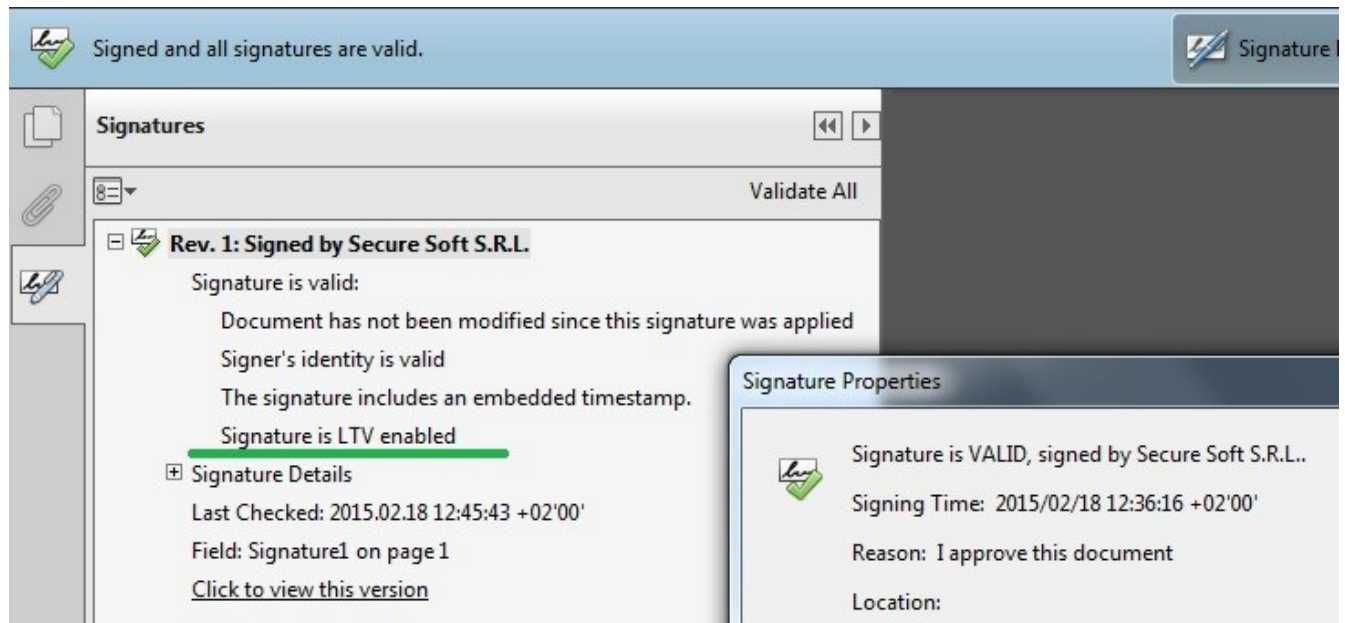 Signed and all signatures are valid.
Signature
Signatures
Validate All
Rev. 1: Signed by Secure Soft S.R.L.
Signature is valid:
Document has not been modified since this signature was applied
Signer's identity is valid
The signature includes an embedded timestamp.
Signature is LTV enabled
Signature Details
Last Checked: 2015.02.18 12:45:43 +02'00'
Field: Signature1 on page 1
Click to view this version
Signature Properties
Signature is VALID, signed by Secure Soft S.R.L..
Signing Time: 2015/02/18 12:36:16 +02'00'
Reason: I approve this document
Location: